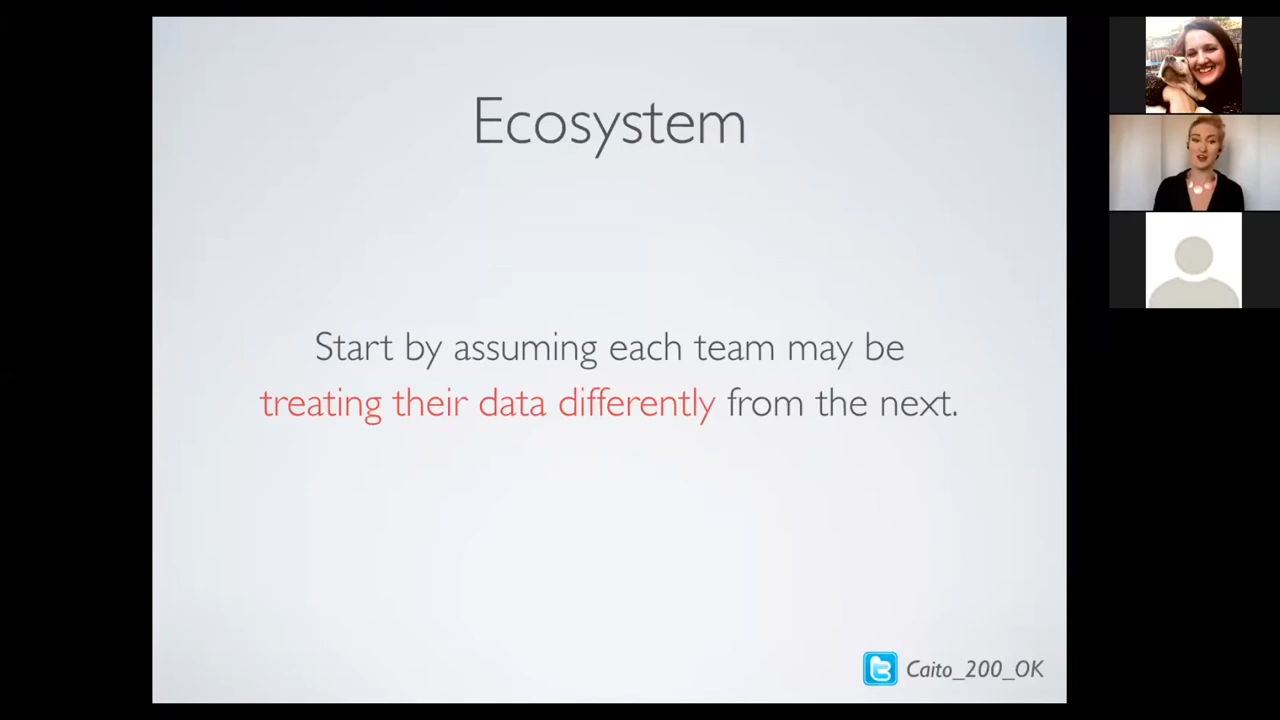 Ecosystem
Start by assuming each team may be
treating their data differently from the next.
Caito_200_OK